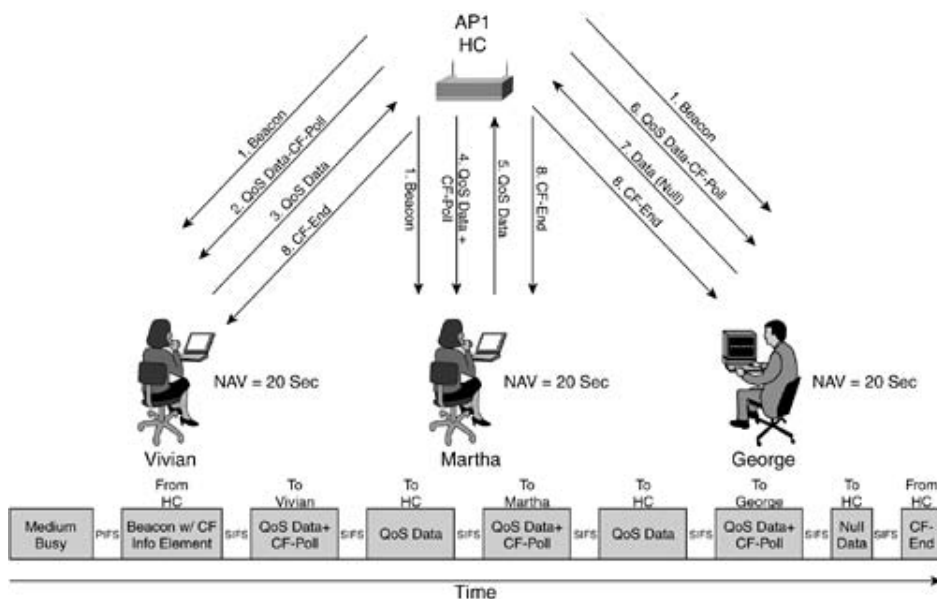 AP1
HC
1. Beacon
2. QoS Data-CF-Poll
3. QoS Data
8. CF-End
1. Beacon
4. QoS Data +
CF-Poll
5. QoS Data
8. CF-End
1. Beacon
6. QoS Data-CF-Poll
7. Data (Null)
8. CF-End
NAV = 20 Sec
NAV = 20 Sec
NAV = 20 Sec
Vivian
Martha
George
From
HC
To
Vivian
To
HC
To
Martha
To
HC
To
George
To
HC
From
HC
Medium
Busy
PIFS
Beacon w/ CF
Info Element
SIFS
QoS Data+
CF-Poll
SIFS
QoS Data
SIFS
QoS Data+
CF-Poll
SIFS
QoS Data
SIFS
QoS Data+
CF-Poll
SIFS
Null
Data
SIFS
CF-
End
Time